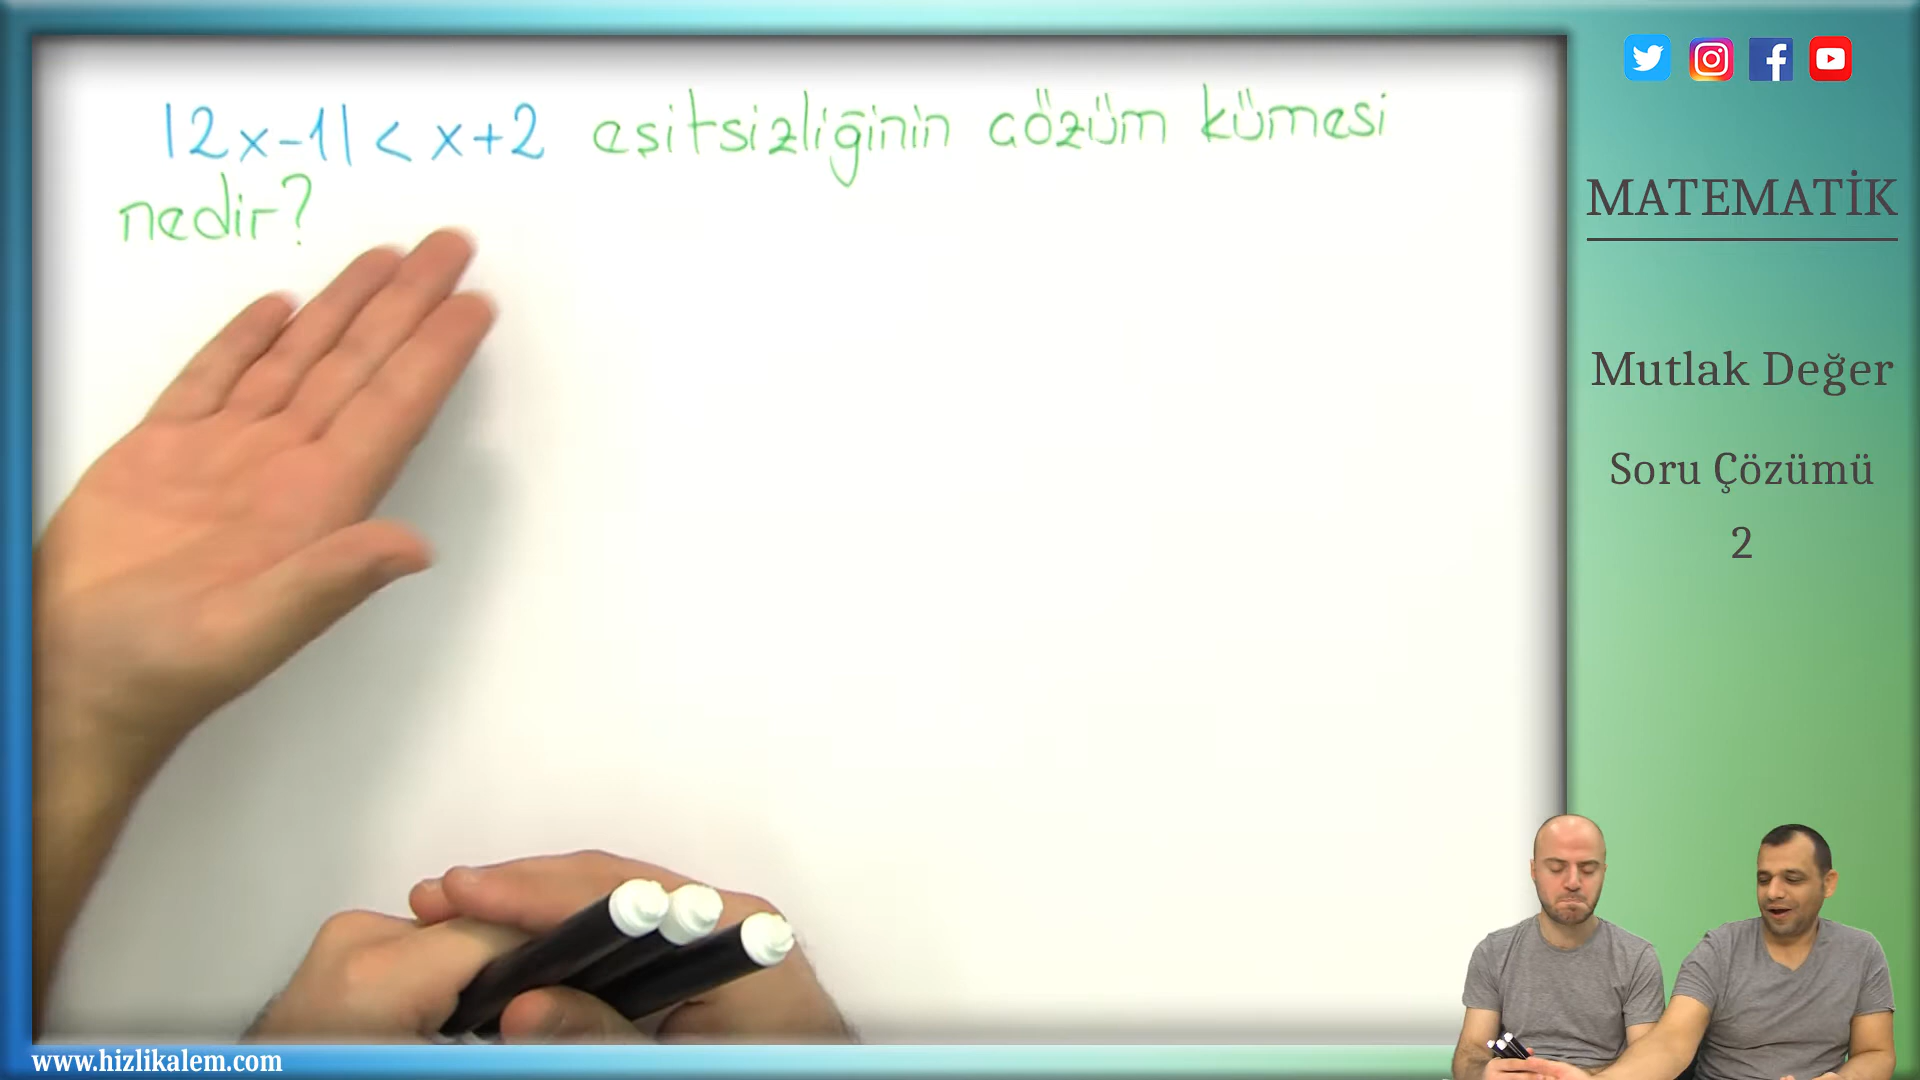 |2x-1| < x+2 eşitsizliğinin çözüm kümesi
nedir?
MATEMATİK
Mutlak Değer
Soru Çözümü
2
www.hizlikalem.com